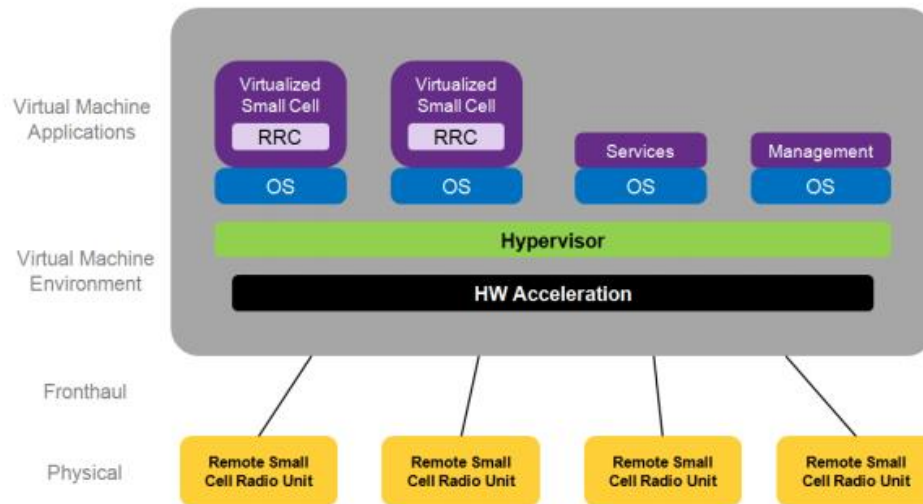 Virtual Machine
Applications
Virtualized
Small Cell
RRC
OS
Virtualized
Small Cell
RRC
OS
Services
OS
Management
OS
Virtual Machine
Environment
Hypervisor
HW Acceleration
Fronthaul
Physical
Remote Small
Cell Radio Unit
Remote Small
Cell Radio Unit
Remote Small
Cell Radio Unit
Remote Small
Cell Radio Unit